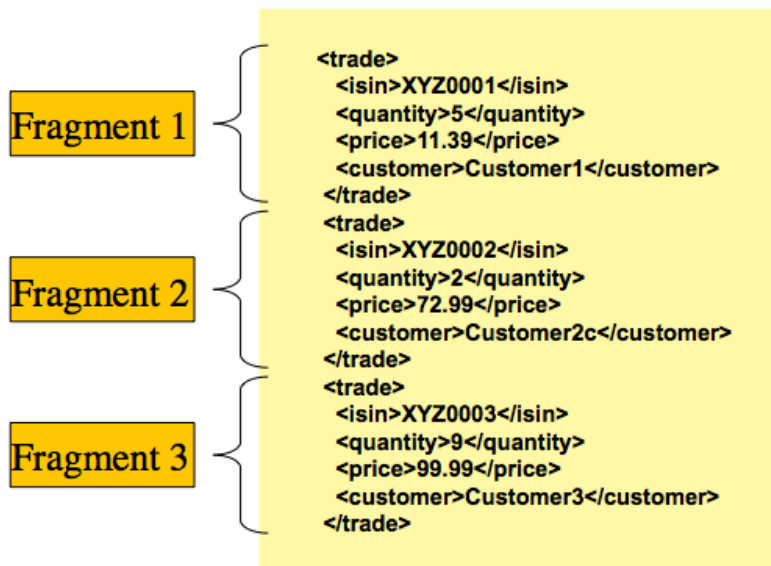 <trade>
<isin>XYZ0001</isin>
<quantity>5</quantity>
Fragment 1
<price>11.39</price>
<customer>Customer1</customer>
</trade>
<trade>
<isin>XYZ0002</isin>
<quantity>2</quantity>
Fragment 2
<price>72.99</price>
<customer>Customer2c</customer>
</trade>
<trade>
<isin>XYZ0003</isin>
<quantity>9</quantity>
Fragment 3
<price>99.99</price>
<customer>Customer3</customer>
</trade>